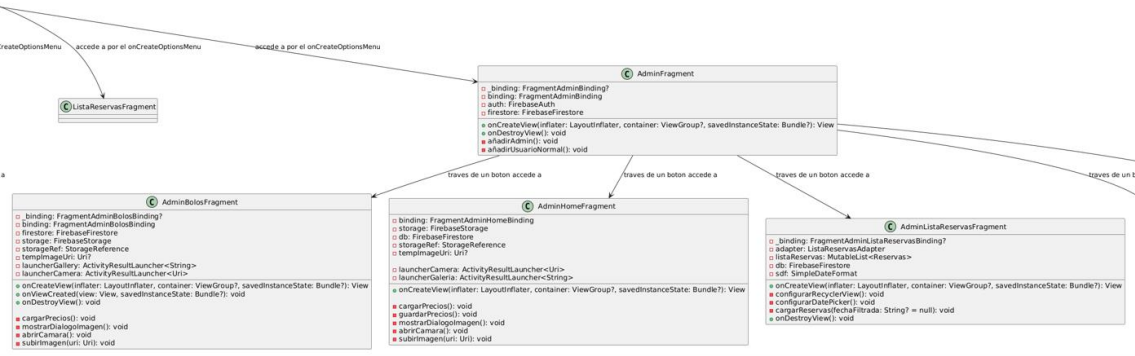 reateOptionsMenu
accede a por el onCreateOptionsMenu
accede a por el onCreateOptionsMenu
C ListaReservasFragment
C AdminFragment
_binding: FragmentAdminBinding?
binding: FragmentAdminBinding
auth: FirebaseAuth
firestore: FirebaseFirestore
onCreateView(inflater: LayoutInflater, container: ViewGroup?, savedInstanceState: Bundle?): View
onDestroyView(): void
añadirAdmin(): void
añadirUsuarioNormal(): void
a
traves de un boton accede a
traves de un boton accede a
traves de un boton accede a
traves de un b
C AdminBolosFragment
_binding: FragmentAdminBolosBinding?
binding: FragmentAdminBolosBinding
firestore: FirebaseFirestore
storage: FirebaseStorage
storageRef: StorageReference
tempImageUri: Uri?
launcherGallery: ActivityResultLauncher<String>
launcherCamera: ActivityResultLauncher<Uri>
onCreateView(inflater: LayoutInflater, container: ViewGroup?, savedInstanceState: Bundle?): View
onViewCreated(view: View, savedInstanceState: Bundle?): void
onDestroyView(): void
cargarPrecios(): void
mostrarDialogoImagen(): void
abrirCamara(): void
subirImagen(uri: Uri): void
C AdminHomeFragment
binding: FragmentAdminHomeBinding
storage: FirebaseStorage
db: FirebaseFirestore
storageRef: StorageReference
tempImageUri: Uri?
launcherCamera: ActivityResultLauncher<Uri>
launcherGaleria: ActivityResultLauncher<String>
onCreateView(inflater: LayoutInflater, container: ViewGroup?, savedInstanceState: Bundle?): View
cargarPrecios(): void
guardarPrecios(): void
mostrarDialogoImagen(): void
abrirCamara(): void
subirImagen(uri: Uri): void
C AdminListaReservasFragment
_binding: FragmentAdminListaReservasBinding?
adapter: ListaReservasAdapter
listaReservas: MutableList<Reservas>
db: FirebaseFirestore
sdf: SimpleDateFormat
onCreateView(inflater: LayoutInflater, container: ViewGroup?, savedInstanceState: Bundle?): View
configurarRecyclerView(): void
configurarDatePicker(): void
cargarReservas(fechaFiltrada: String? = null): void
onDestroyView(): void